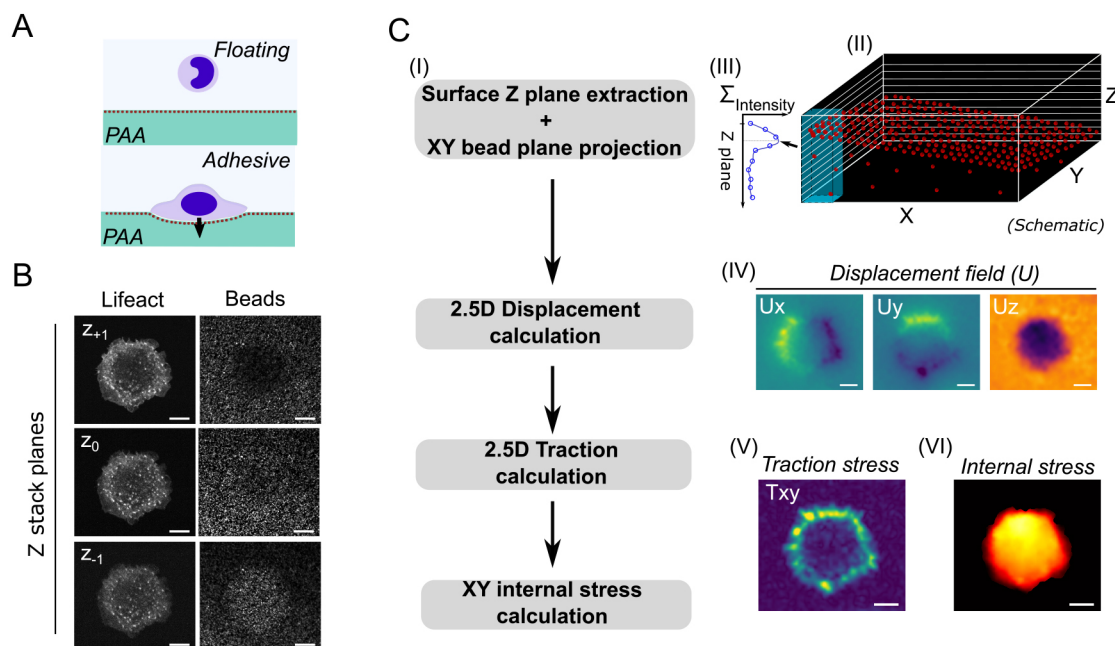 A
Floating
PAA
Adhesive
PAA
B
Lifeact
Beads
Z stack planes
z+1
z0
z-1
C
(I)
Surface Z plane extraction
+
XY bead plane projection
2.5D Displacement
calculation
2.5D Traction
calculation
XY internal stress
calculation
(II)
(III)
Σ Intensity
Z plane
X
Y
Z
(Schematic)
(IV)
Displacement field (U)
Ux
Uy
Uz
(V)
Traction stress
Txy
(VI)
Internal stress